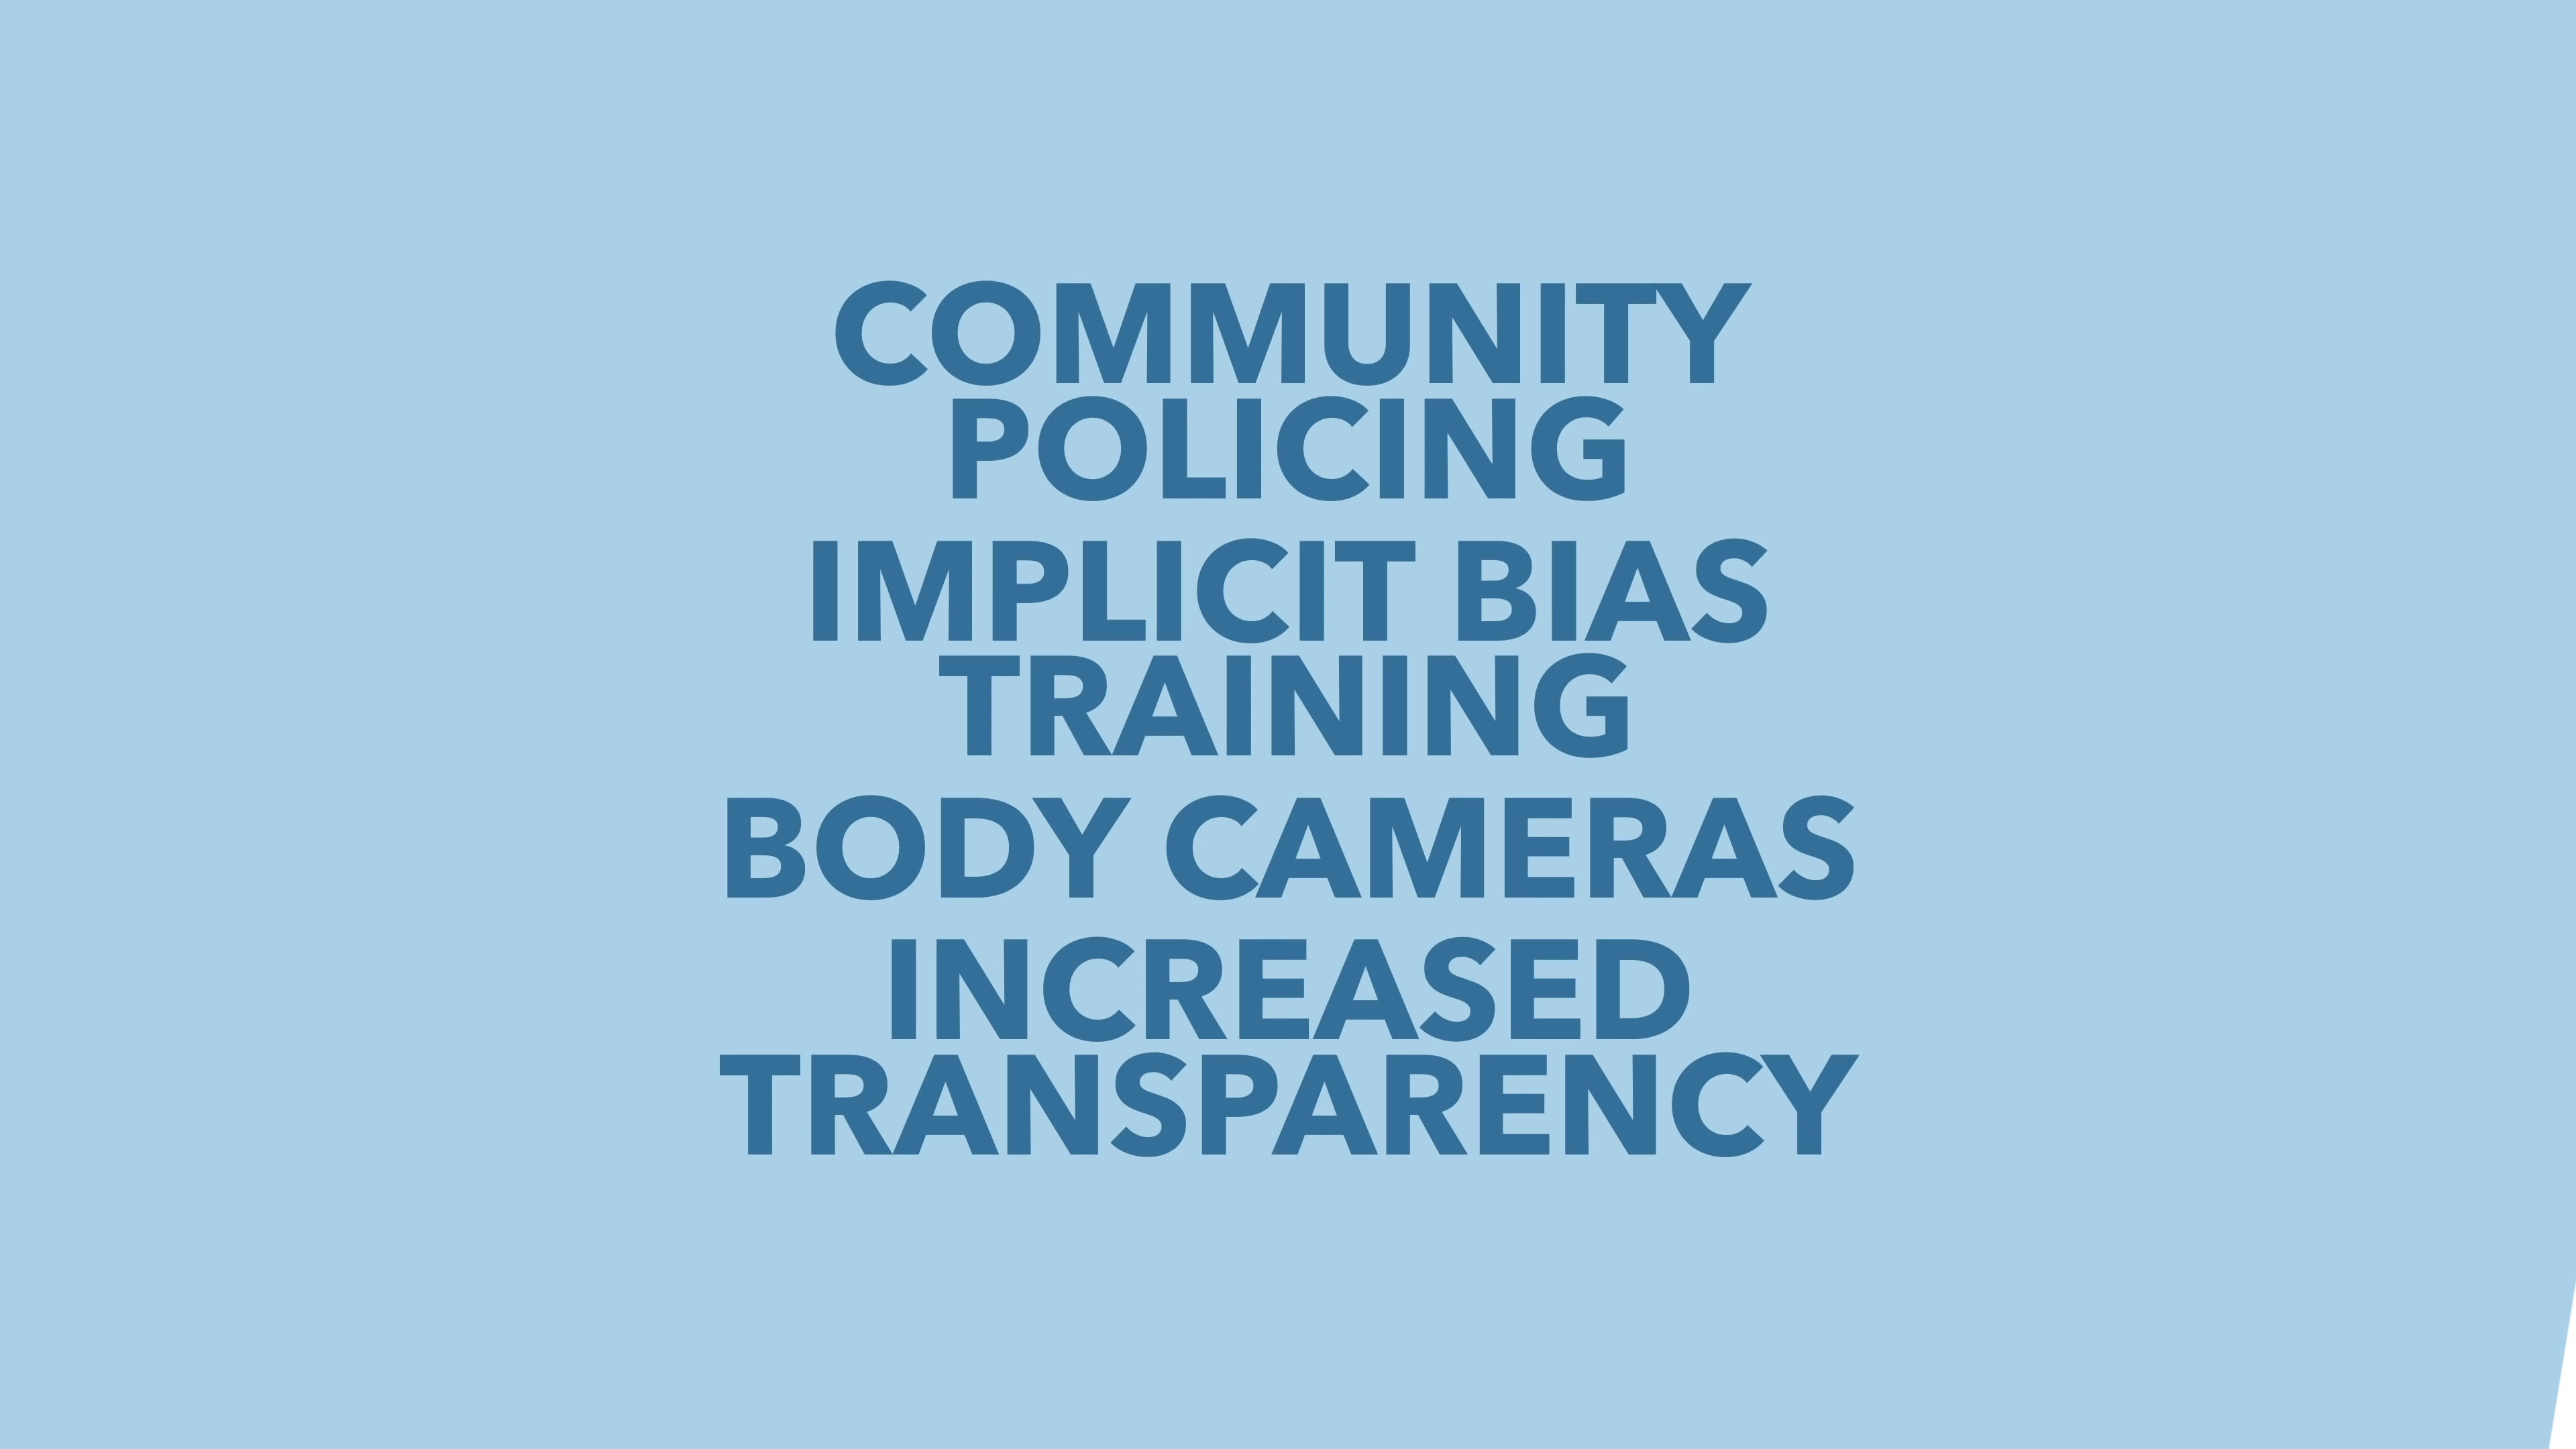 COMMUNITY
POLICING
IMPLICIT BIAS
TRAINING
BODY CAMERAS
INCREASED
TRANSPARENCY